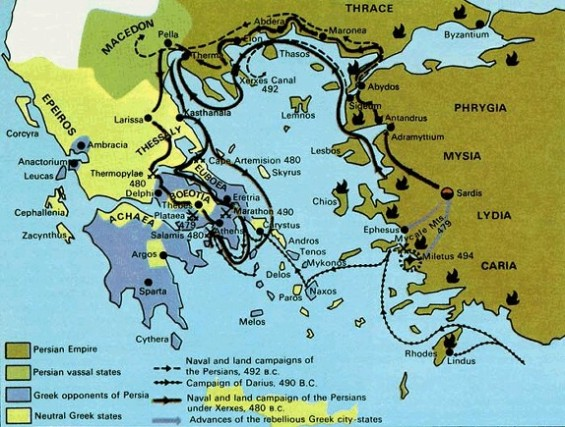 THRACE
Abdera
Maronea
MACEDON
Pella
Eion
Byzantium
Therma
Thasos
Xerxes Canal
492
Abydos
Sigeum
PHRYGIA
EPEIROS
Larissa
Kasthanaia
Lemnos
Antandrus
Corcyra
THESSALY
Adramyttium
Ambracia
Lesbos
MYSIA
Anactorium
Cape Artemision 480
Leucas
Thermopylae
480
EUBOEA
Skyrus
Delphi
BOEOTIA
Eretria
Chios
Sardis
Cephallenia
Thebes
ACHAEA
Plataea
479
Marathon 490
LYDIA
Zacynthus
Salamis 480
Athens
Carystus
Ephesus
Mycale Mts.
479
Argos
Andros
Tenos
Mykonos
Miletus 494
CARIA
Delos
Sparta
Paros
Naxos
Melos
Cythera
Rhodes
Lindus
Persian Empire
Persian vassal states
Greek opponents of Persia
Neutral Greek states
Naval and land campaigns of
the Persians, 492 B.C.
Campaign of Darius, 490 B.C.
Naval and land campaigns of the Persians
under Xerxes, 480 B.C.
Advances of the rebellious Greek city-states